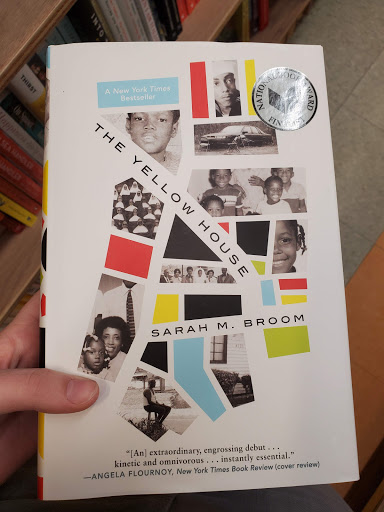 A New York Times
Bestseller
NATIONAL BOOK AWARD
THE YELLOW HOUSE
SARAH M. BROOM
"[An] extraordinary, engrossing debut . . .
kinetic and omnivorous . . . instantly essential."
—ANGELA FLOURNOY, New York Times Book Review (cover review)